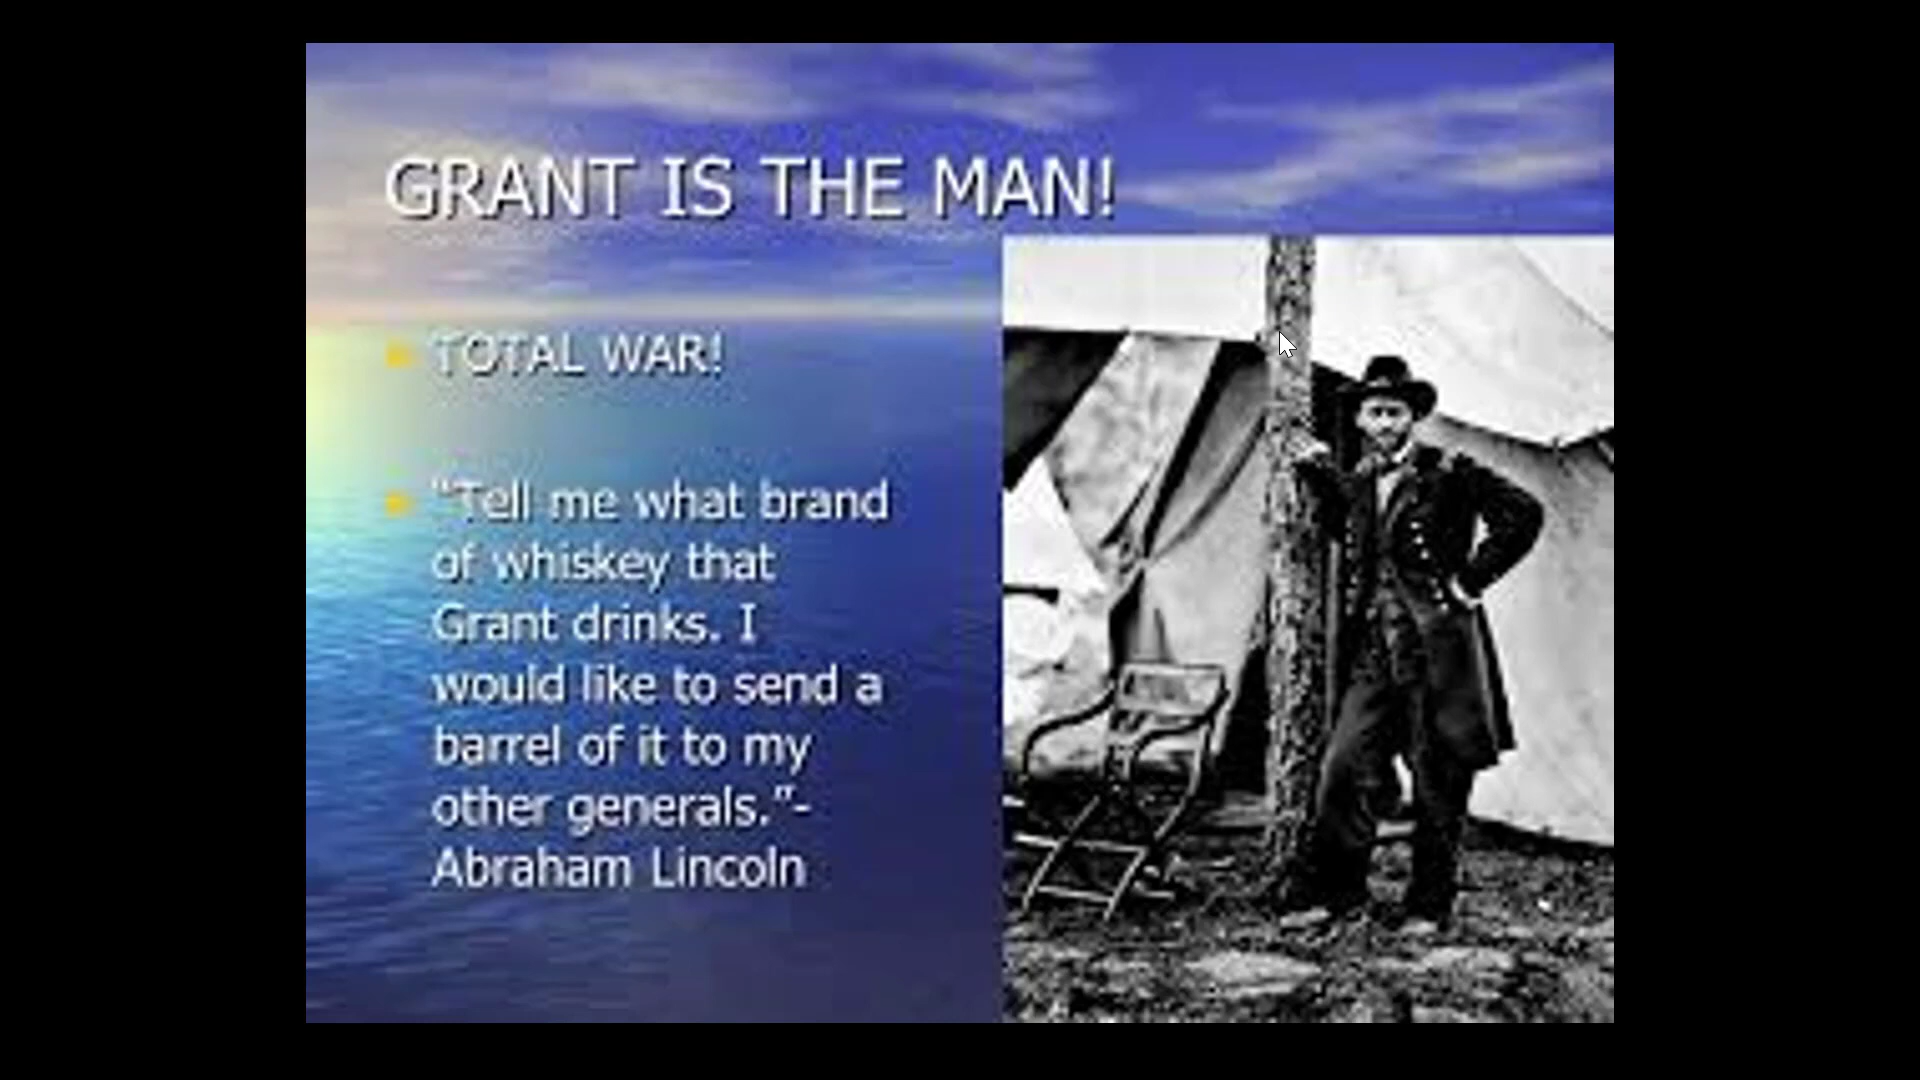 GRANT IS THE MAN!
TOTAL WAR!
"Tell me what brand
of whiskey that
Grant drinks. I
would like to send a
barrel of it to my
other generals."-
Abraham Lincoln